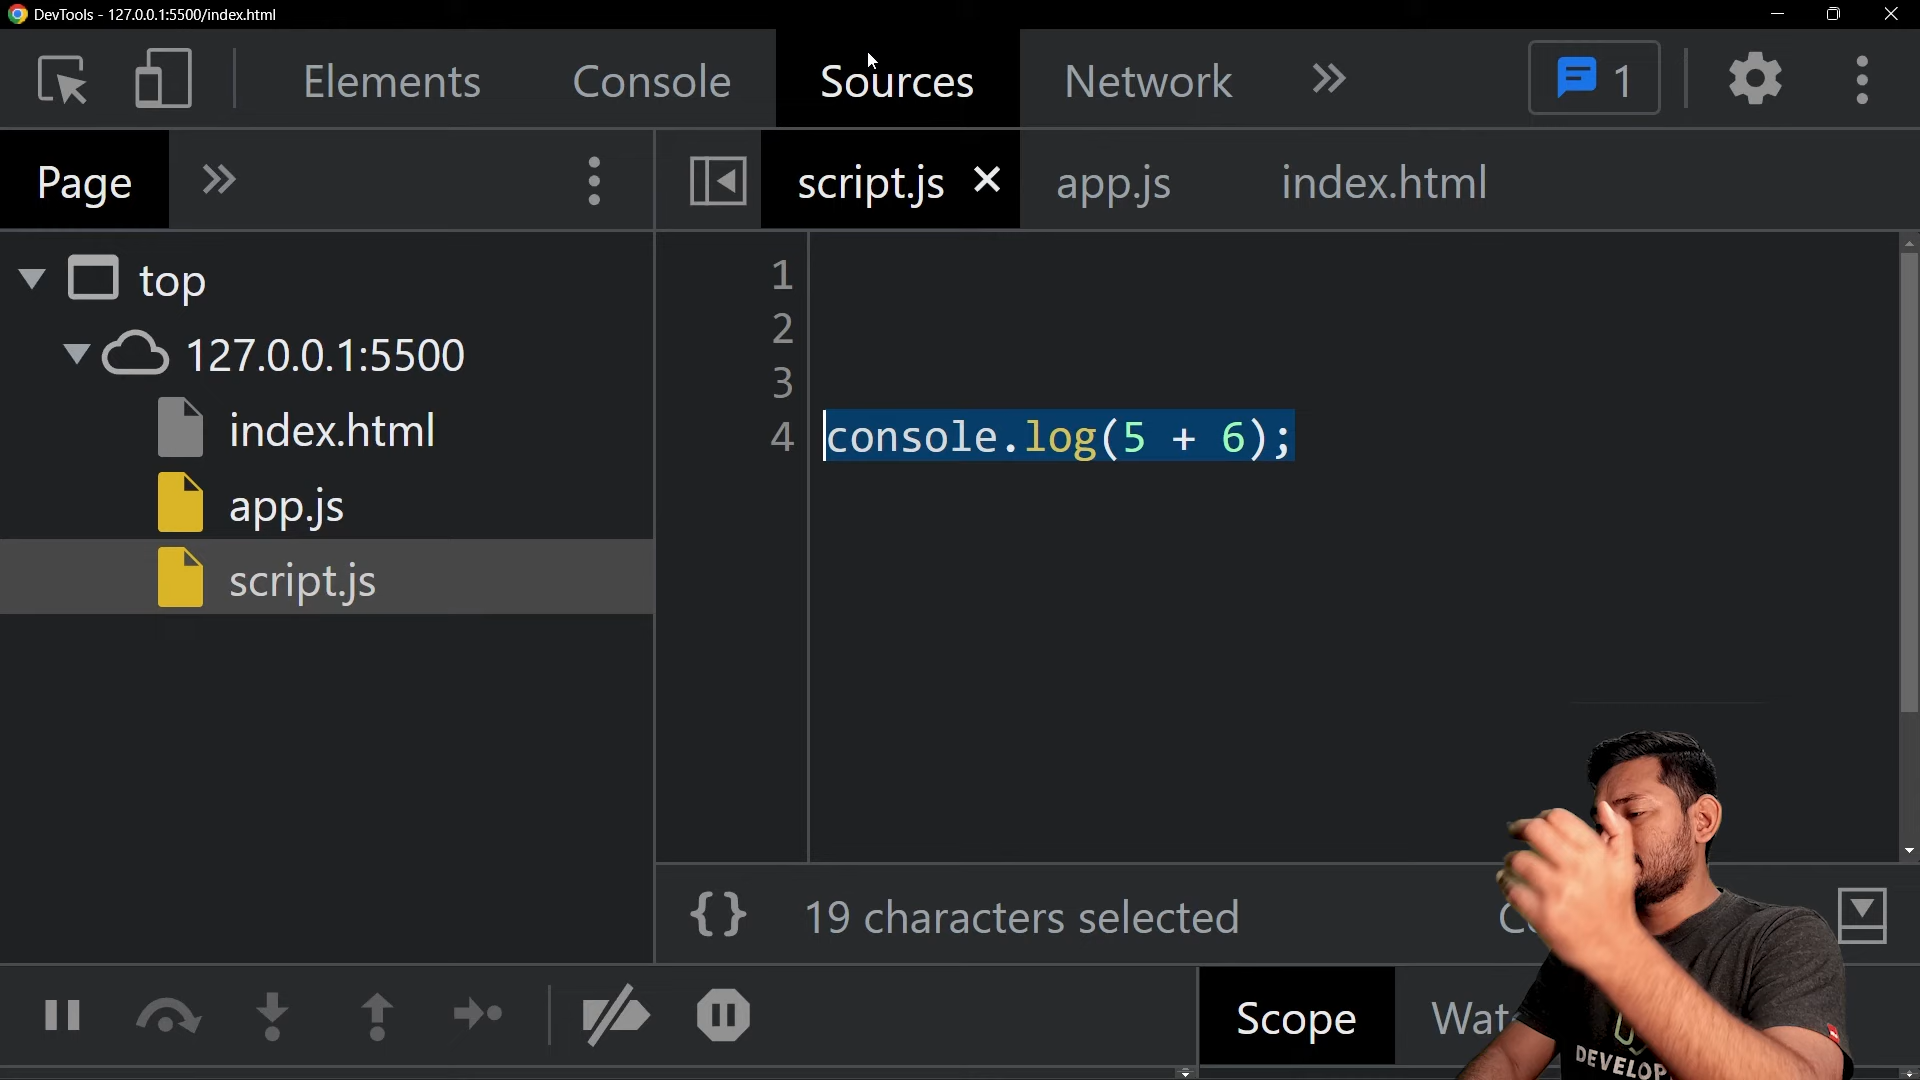 DevTools - 127.0.0.1:5500/index.html
Elements Console Sources Network 1
Page script.js app.js index.html
top
127.0.0.1:5500
index.html
app.js
script.js
1
2
3
4 console.log(5 + 6);
{} 19 characters selected
Scope